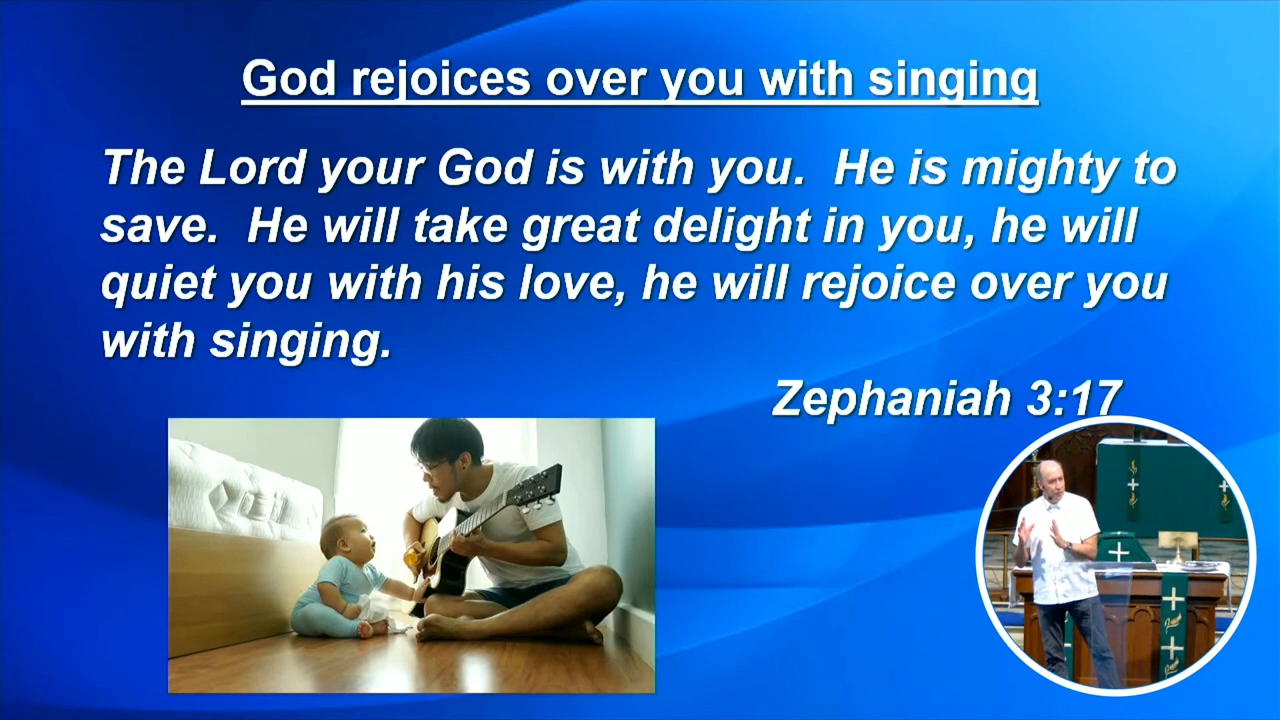 God rejoices over you with singing
The Lord your God is with you.  He is mighty to
save.  He will take great delight in you, he will
quiet you with his love, he will rejoice over you
with singing.
Zephaniah 3:17